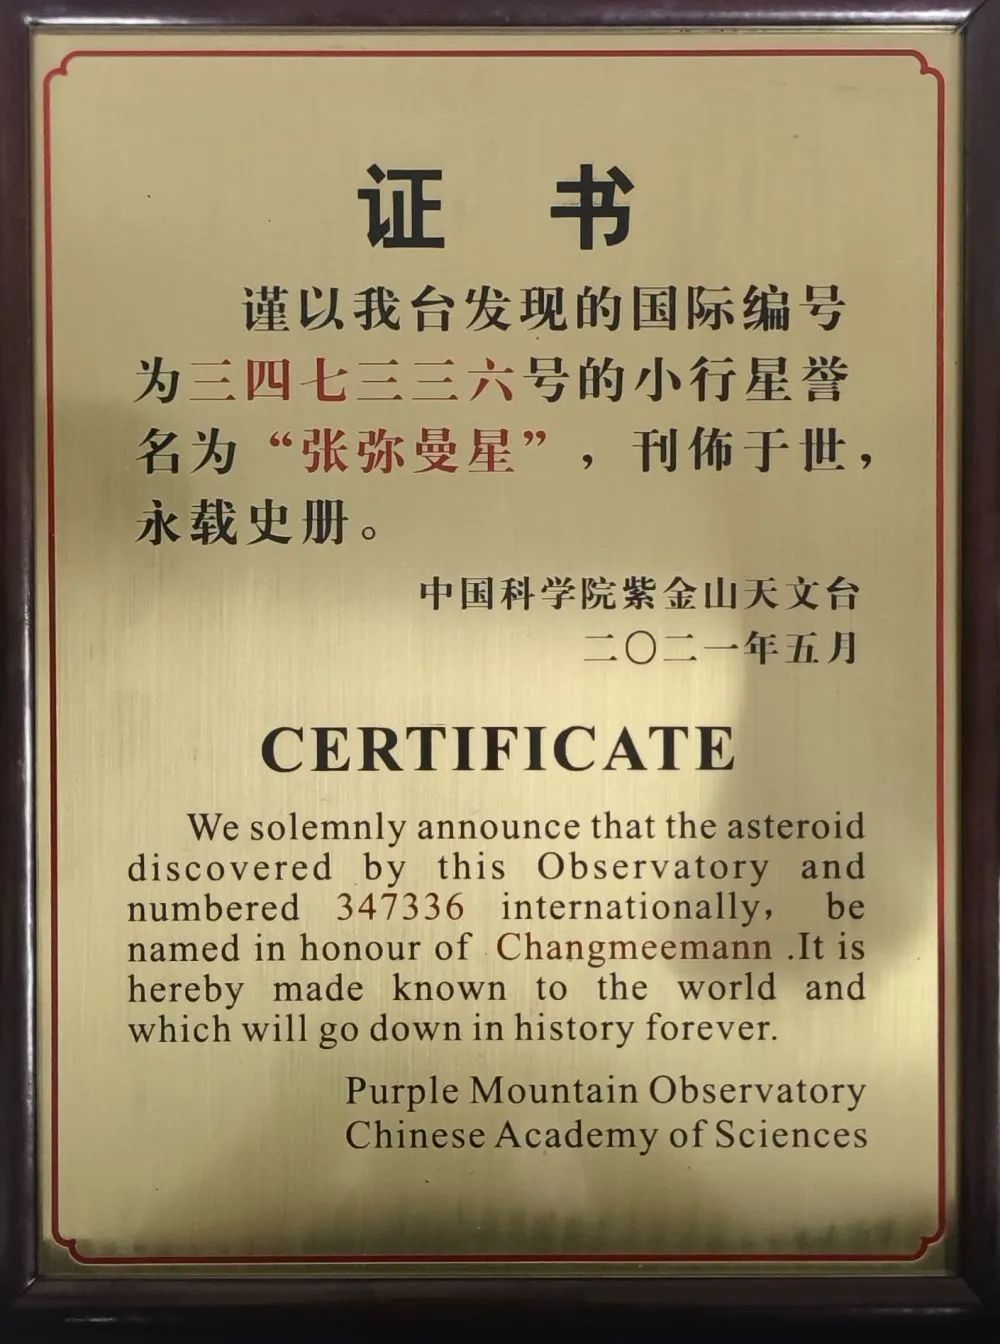 证 书
谨以我台发现的国际编号
为三四七三三六号的小行星誉
名为“张弥曼星”，刊佈于世，
永载史册。
中国科学院紫金山天文台
二〇二一年五月
CERTIFICATE
We solemnly announce that the asteroid
discovered by this Observatory and
numbered 347336 internationally, be
named in honour of Changmeemann .It is
hereby made known to the world and
which will go down in history forever.
Purple Mountain Observatory
Chinese Academy of Sciences